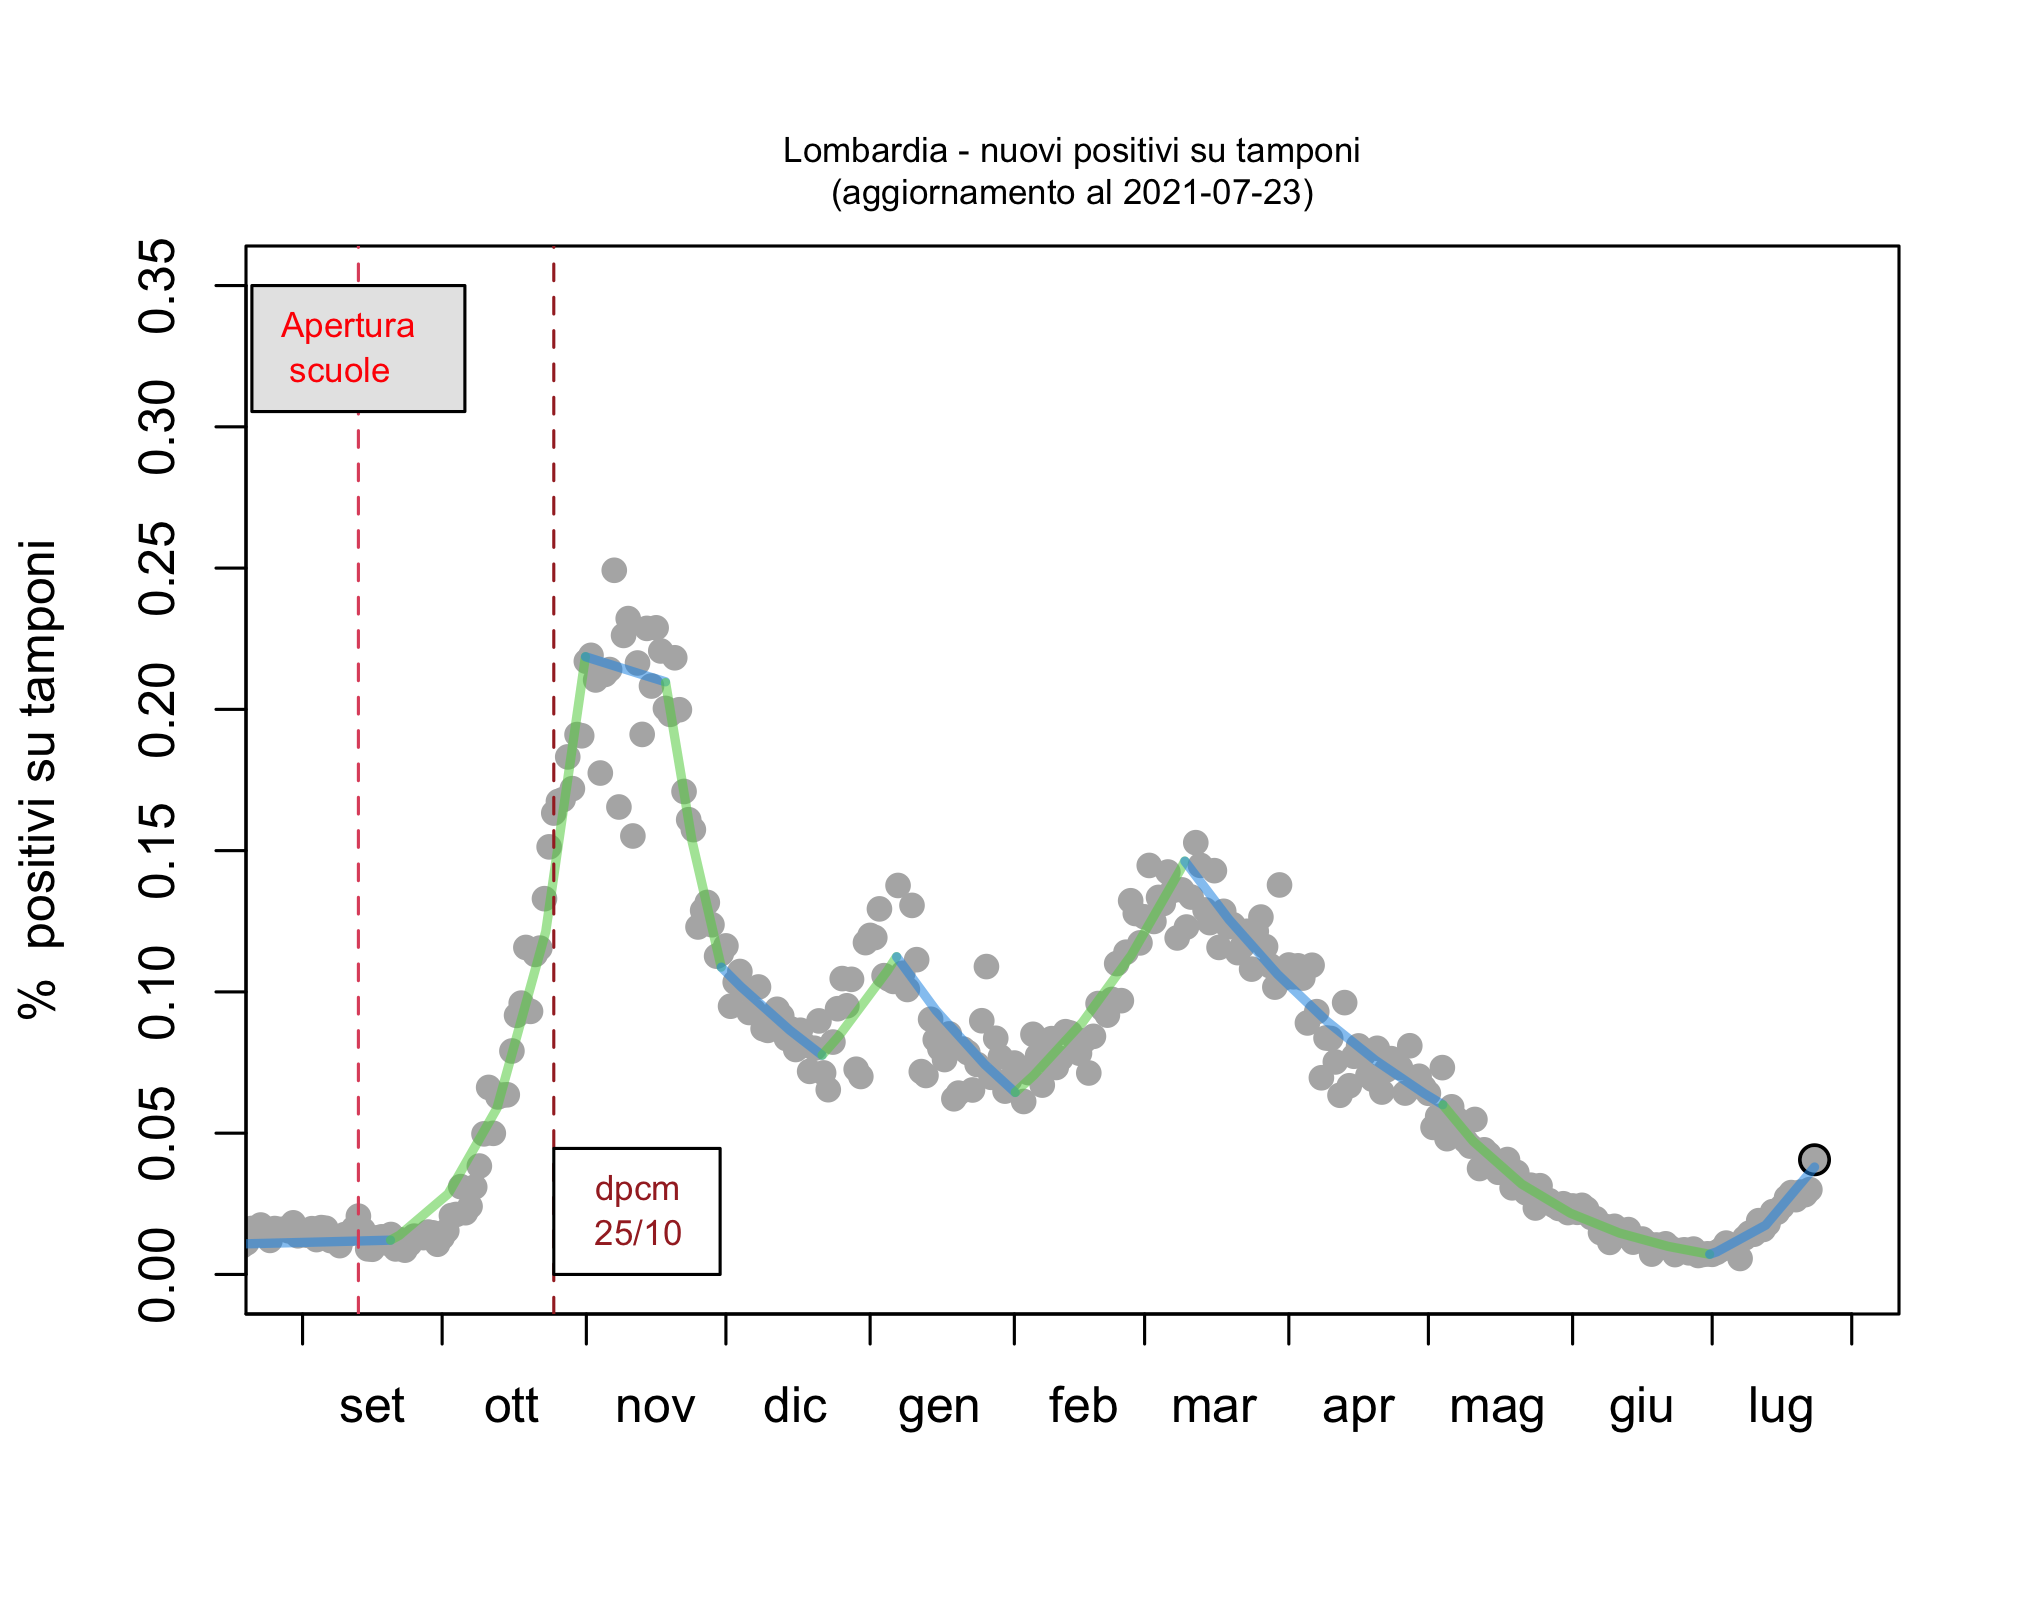 Lombardia - nuovi positivi su tamponi
(aggiornamento al 2021-07-23)
% positivi su tamponi
0.35
0.30
0.25
0.20
0.15
0.10
0.05
0.00
Apertura
scuole
dpcm
25/10
set ott nov dic gen feb mar apr mag giu lug